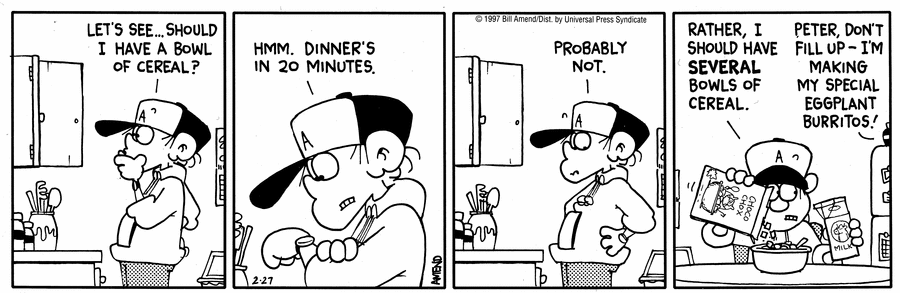 LET'S SEE...SHOULD
I HAVE A BOWL
OF CEREAL?
A
HMM. DINNER'S
IN 20 MINUTES.
A
2-27
AMEND
© 1997 Bill Amend/Dist. by Universal Press Syndicate
PROBABLY
NOT.
A
RATHER, I
SHOULD HAVE
SEVERAL
BOWLS OF
CEREAL.
PETER, DON'T
FILL UP – I'M
MAKING
MY SPECIAL
EGGPLANT
BURRITOS!
A
CHOCO
CHOX
MILK